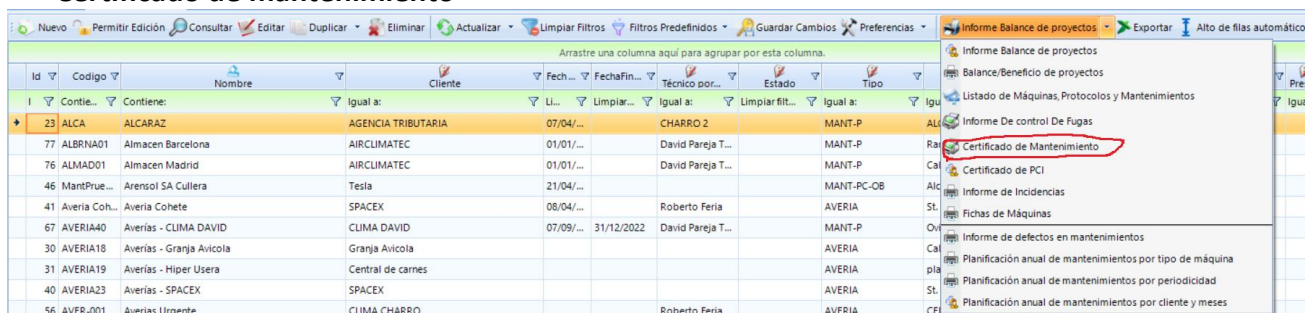 Certificado de mantenimiento
Nuevo Permitir Edición Consultar Editar Duplicar Eliminar Actualizar Limpiar Filtros Filtros Predefinidos Guardar Cambios Preferencias Informe Balance de proyectos Exportar Alto de filas automático
Arrastre una columna aquí para agrupar por esta columna.
Id Codigo Nombre Cliente Fech... FechaFin... Técnico por... Estado Tipo Pre
Contie... Contiene: Igual a: Li... Limpiar... Igual a: Limpiar filt... Igual a: Igu Igua
23 ALCA ALCARAZ AGENCIA TRIBUTARIA 07/04/... CHARRO 2 MANT-P
77 ALBRNA01 Almacen Barcelona AIRCLIMATEC 01/01/... David Pareja T... MANT-P
76 ALMAD01 Almacen Madrid AIRCLIMATEC 01/01/... David Pareja T... MANT-P
46 MantPrue... Arensol SA Cullera Tesla 21/04/... MANT-PC-OB
41 Averia Coh... Averia Cohete SPACEX 08/04/... Roberto Feria AVERIA St.
67 AVERIA40 Averías - CLIMA DAVID CLIMA DAVID 07/09/... 31/12/2022 David Pareja T... MANT-P
30 AVERIA18 Averías - Granja Avicola Granja Avicola AVERIA
31 AVERIA19 Averías - Hiper Usera Central de carnes AVERIA pla
40 AVERIA23 Averías - SPACEX SPACEX AVERIA St.
56 AVER-001 Averias Urgente CLIMA CHARRO Roberto Feria AVERIA
Informe Balance de proyectos
Balance/Beneficio de proyectos
Listado de Máquinas,Protocolos y Mantenimientos
Informe De control De Fugas
Certificado de Mantenimiento
Certificado de PCI
Informe de Incidencias
Fichas de Máquinas
Informe de defectos en mantenimientos
Planificación anual de mantenimientos por tipo de máquina
Planificación anual de mantenimientos por periodicidad
Planificación anual de mantenimientos por cliente y meses